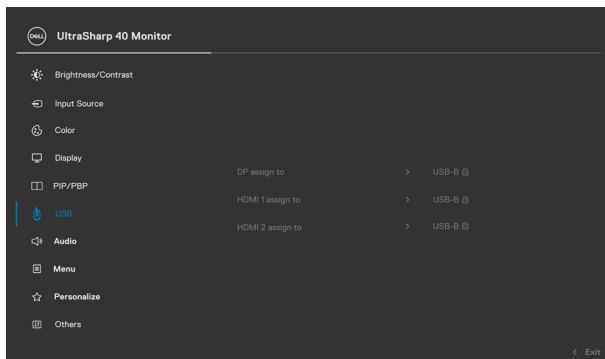 DELL UltraSharp 40 Monitor
Brightness/Contrast
Input Source
Color
Display
DP assign to > USB-B
PIP/PBP
HDMI 1 assign to > USB-B
USB
HDMI 2 assign to > USB-B
Audio
Menu
Personalize
Others
< Exit